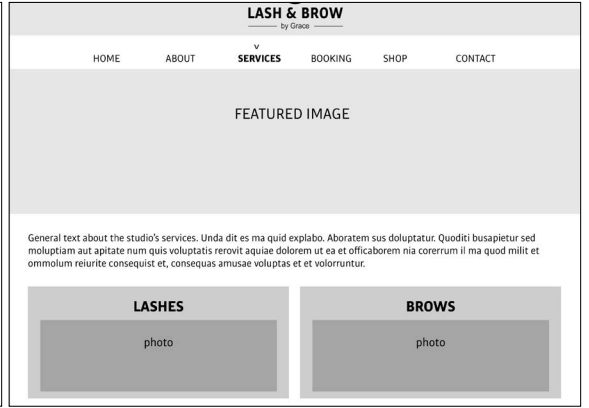 LASH & BROW
by Grace
v
HOME ABOUT SERVICES BOOKING SHOP CONTACT
FEATURED IMAGE
General text about the studio's services. Unda dit es ma quid explabo. Aboratem sus doluptatur. Quoditi busapietur sed
moluptiam aut apitate num quis voluptatis rerovit aquiae dolorem ut ea et officaborem nia corerrum il ma quod milit et
ommolum reiurite consequist et, consequas amusae voluptas et et volorruntur.
LASHES BROWS
photo photo